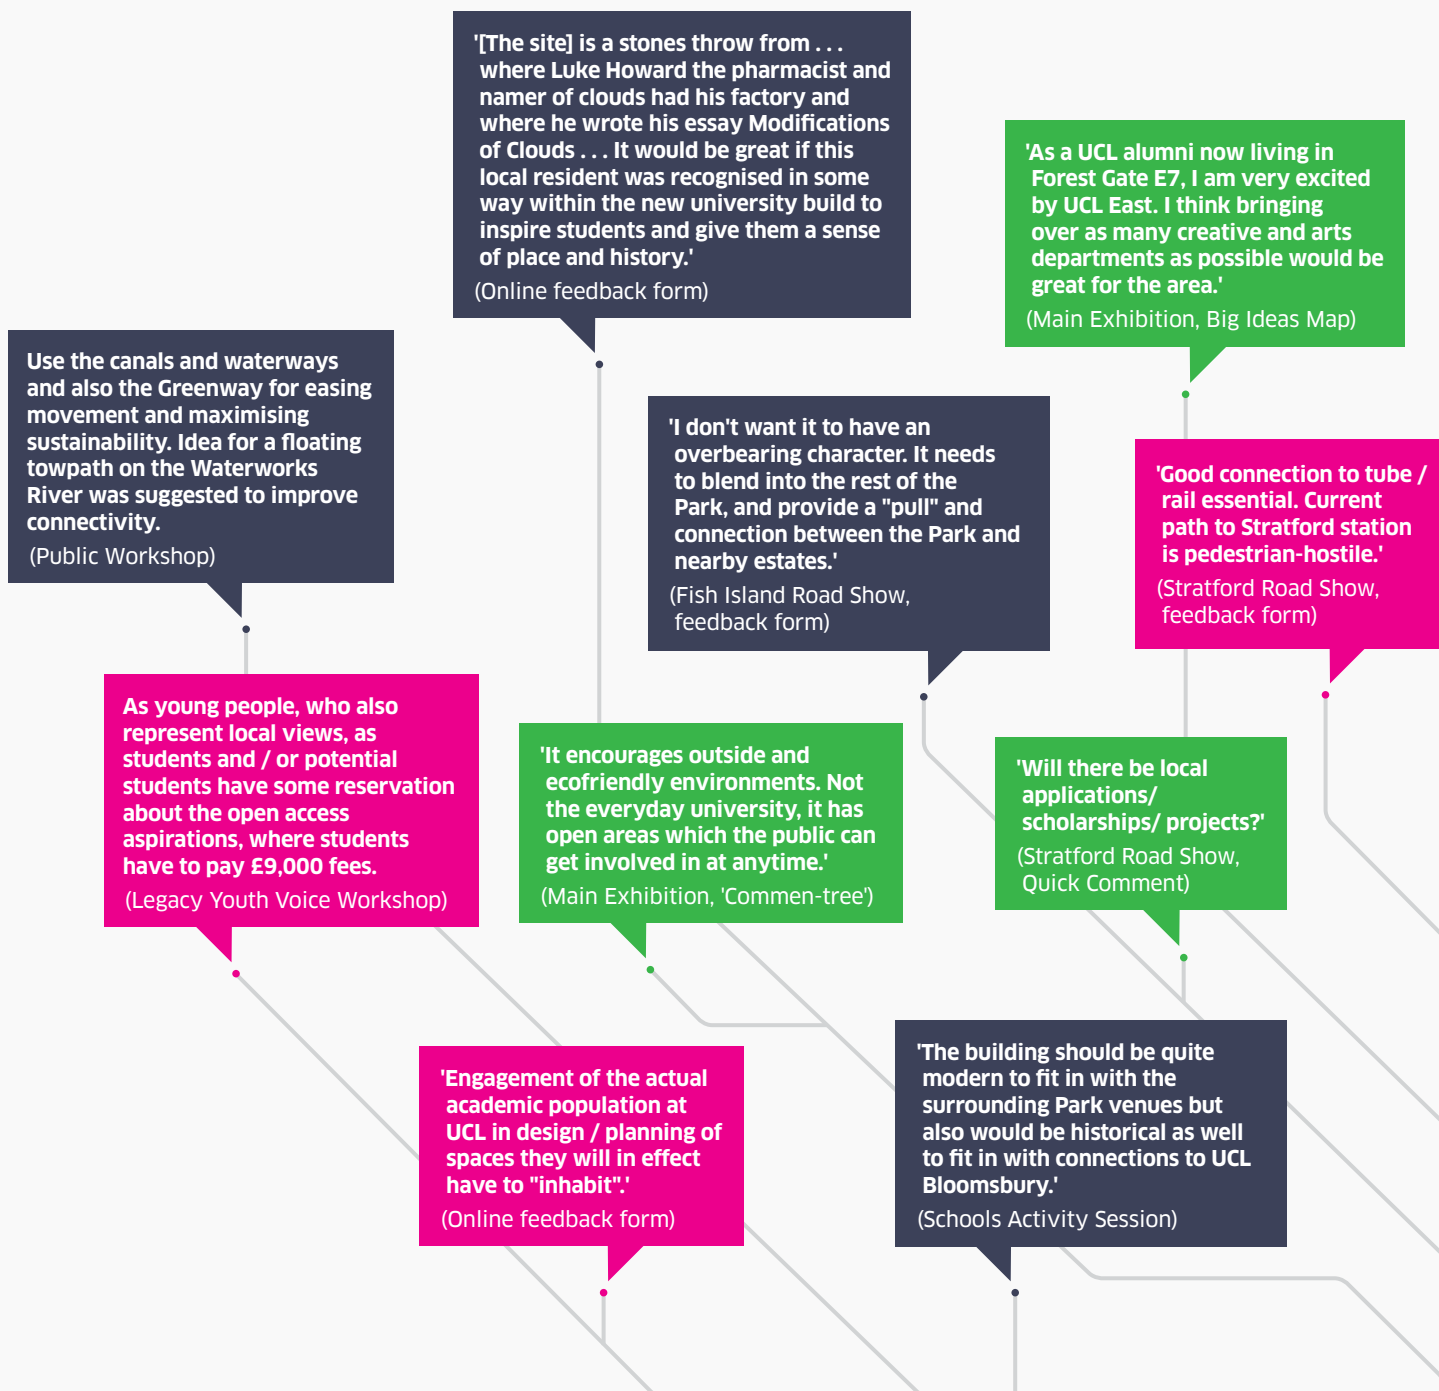 '[The site] is a stones throw from . . .
where Luke Howard the pharmacist and
namer of clouds had his factory and
where he wrote his essay Modifications
of Clouds . . . It would be great if this
local resident was recognised in some
way within the new university build to
inspire students and give them a sense
of place and history.'
(Online feedback form)
'As a UCL alumni now living in
Forest Gate E7, I am very excited
by UCL East. I think bringing
over as many creative and arts
departments as possible would be
great for the area.'
(Main Exhibition, Big Ideas Map)
Use the canals and waterways
and also the Greenway for easing
movement and maximising
sustainability. Idea for a floating
towpath on the Waterworks
River was suggested to improve
connectivity.
(Public Workshop)
'I don't want it to have an
overbearing character. It needs
to blend into the rest of the
Park, and provide a "pull" and
connection between the Park and
nearby estates.'
(Fish Island Road Show,
feedback form)
'Good connection to tube /
rail essential. Current
path to Stratford station
is pedestrian-hostile.'
(Stratford Road Show,
feedback form)
As young people, who also
represent local views, as
students and / or potential
students have some reservation
about the open access
aspirations, where students
have to pay £9,000 fees.
(Legacy Youth Voice Workshop)
'It encourages outside and
ecofriendly environments. Not
the everyday university, it has
open areas which the public can
get involved in at anytime.'
(Main Exhibition, 'Commen-tree')
'Will there be local
applications/
scholarships/ projects?'
(Stratford Road Show,
Quick Comment)
'Engagement of the actual
academic population at
UCL in design / planning of
spaces they will in effect
have to "inhabit".'
(Online feedback form)
'The building should be quite
modern to fit in with the
surrounding Park venues but
also would be historical as well
to fit in with connections to UCL
Bloomsbury.'
(Schools Activity Session)